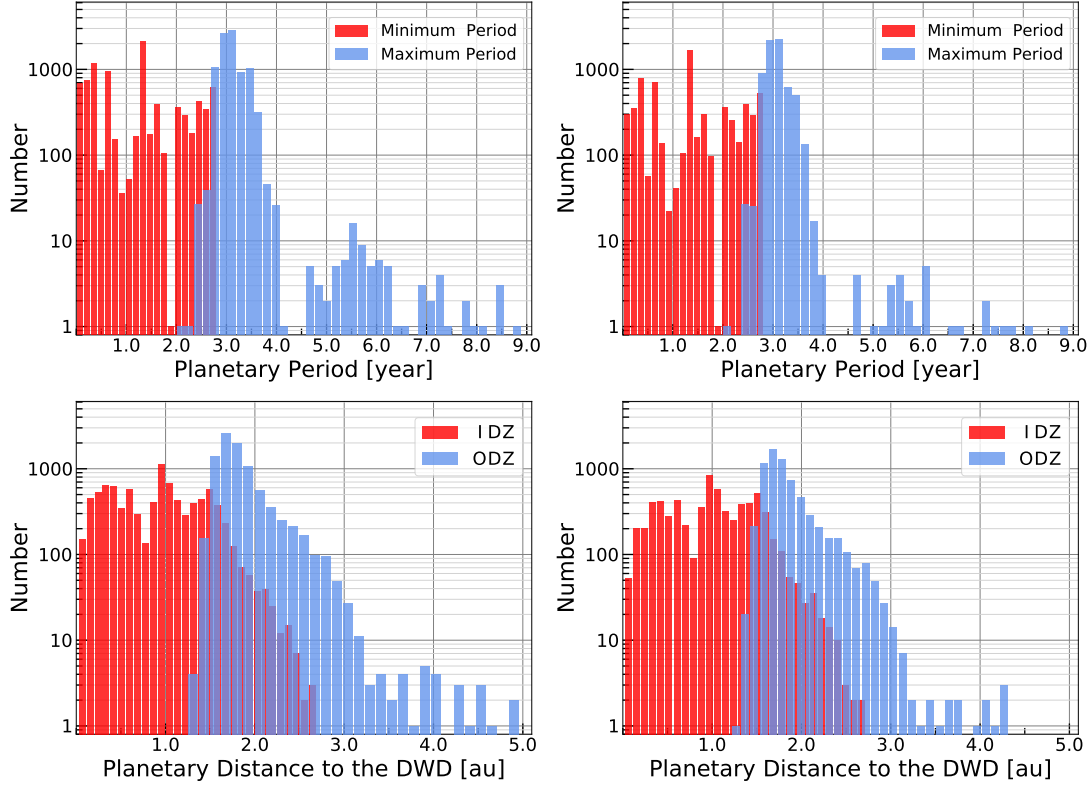 Minimum Period
Maximum Period
Number
1000
100
10
1
1.0 2.0 3.0 4.0 5.0 6.0 7.0 8.0 9.0
Planetary Period [year]
Minimum Period
Maximum Period
Number
1000
100
10
1
1.0 2.0 3.0 4.0 5.0 6.0 7.0 8.0 9.0
Planetary Period [year]
IDZ
ODZ
Number
1000
100
10
1
1.0 2.0 3.0 4.0 5.0
Planetary Distance to the DWD [au]
IDZ
ODZ
Number
1000
100
10
1
1.0 2.0 3.0 4.0 5.0
Planetary Distance to the DWD [au]